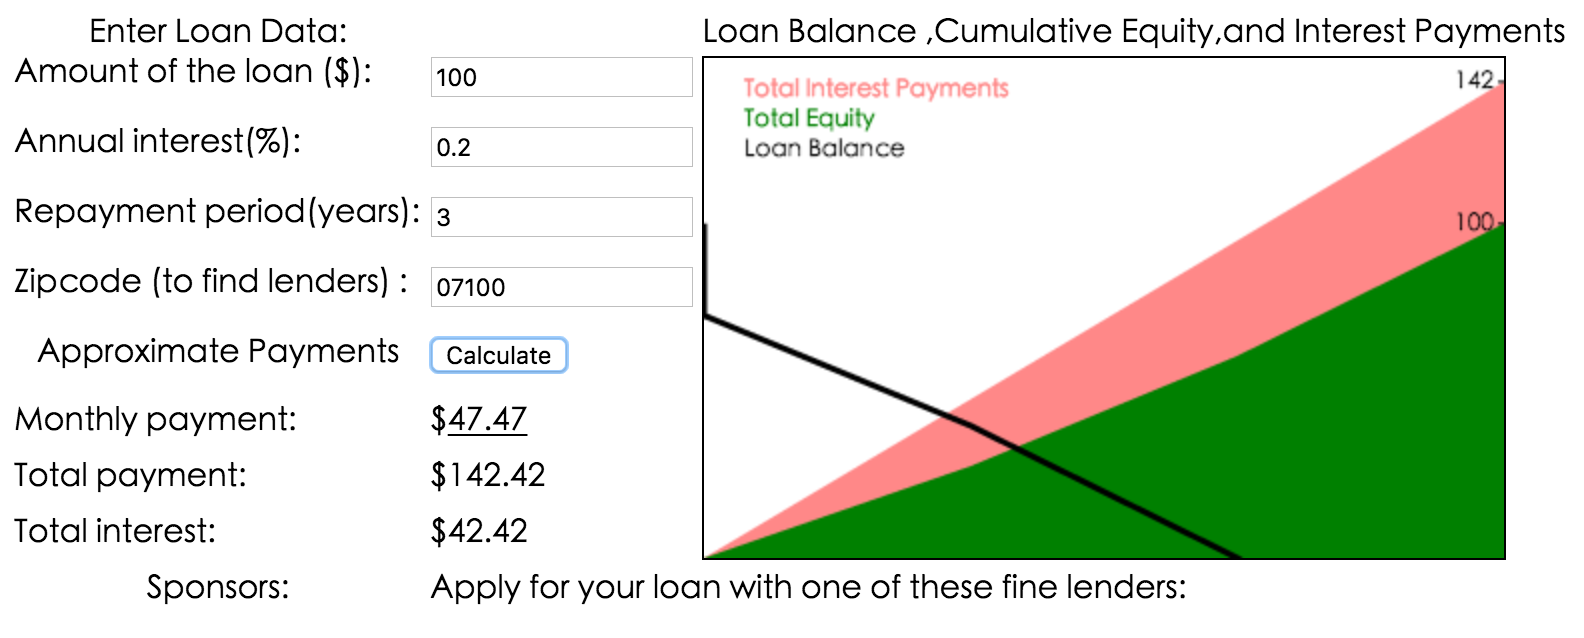 Enter Loan Data:
Amount of the loan ($): 100
Annual interest(%): 0.2
Repayment period(years): 3
Zipcode (to find lenders) : 07100
Approximate Payments Calculate
Monthly payment: $47.47
Total payment: $142.42
Total interest: $42.42
Sponsors: Apply for your loan with one of these fine lenders:
Loan Balance ,Cumulative Equity,and Interest Payments
Total Interest Payments
Total Equity
Loan Balance
142
100